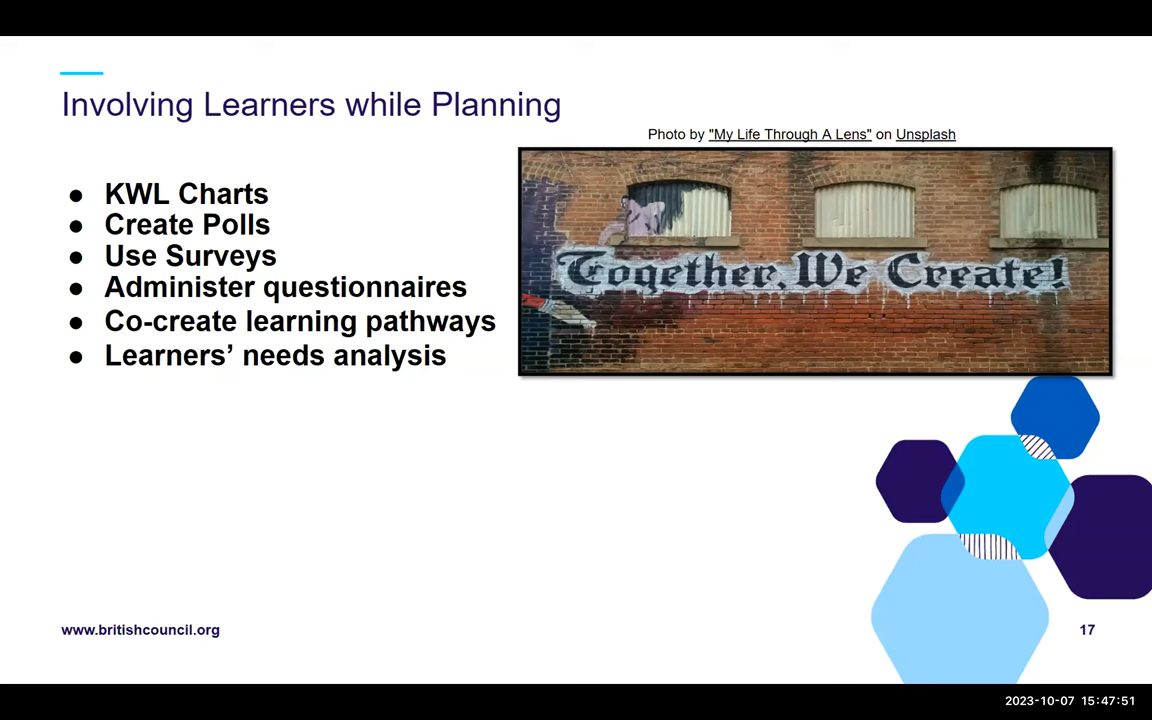 Involving Learners while Planning
Photo by "My Life Through A Lens" on Unsplash
● KWL Charts
● Create Polls
● Use Surveys
● Administer questionnaires
● Co-create learning pathways
● Learners’ needs analysis
Together, We Create!
www.britishcouncil.org
17
2023-10-07 15:47:51